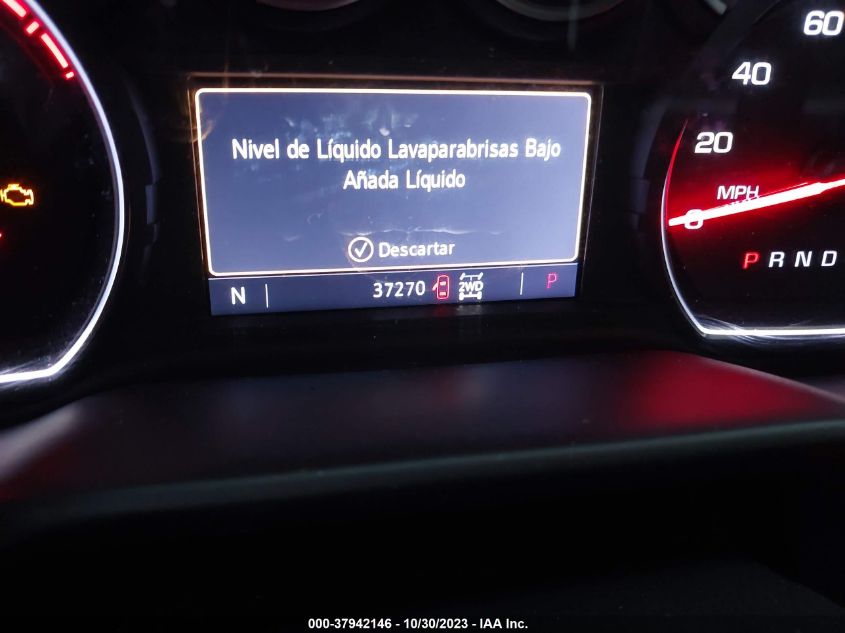 60
40
20
MPH
0
P R N D
Nivel de Líquido Lavaparabrisas Bajo
Añada Líquido
Descartar
N 37270 2WD P
000-37942146 - 10/30/2023 - IAA Inc.